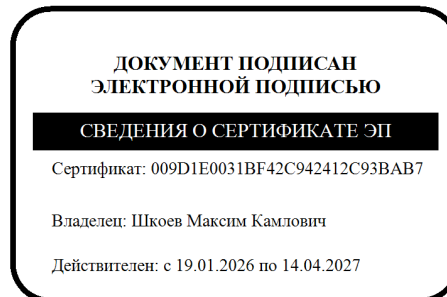 ДОКУМЕНТ ПОДПИСАН
ЭЛЕКТРОННОЙ ПОДПИСЬЮ
СВЕДЕНИЯ О СЕРТИФИКАТЕ ЭП
Сертификат: 009D1E0031BF42C942412C93BAB7
Владелец: Шкоев Максим Камлович
Действителен: с 19.01.2026 по 14.04.2027